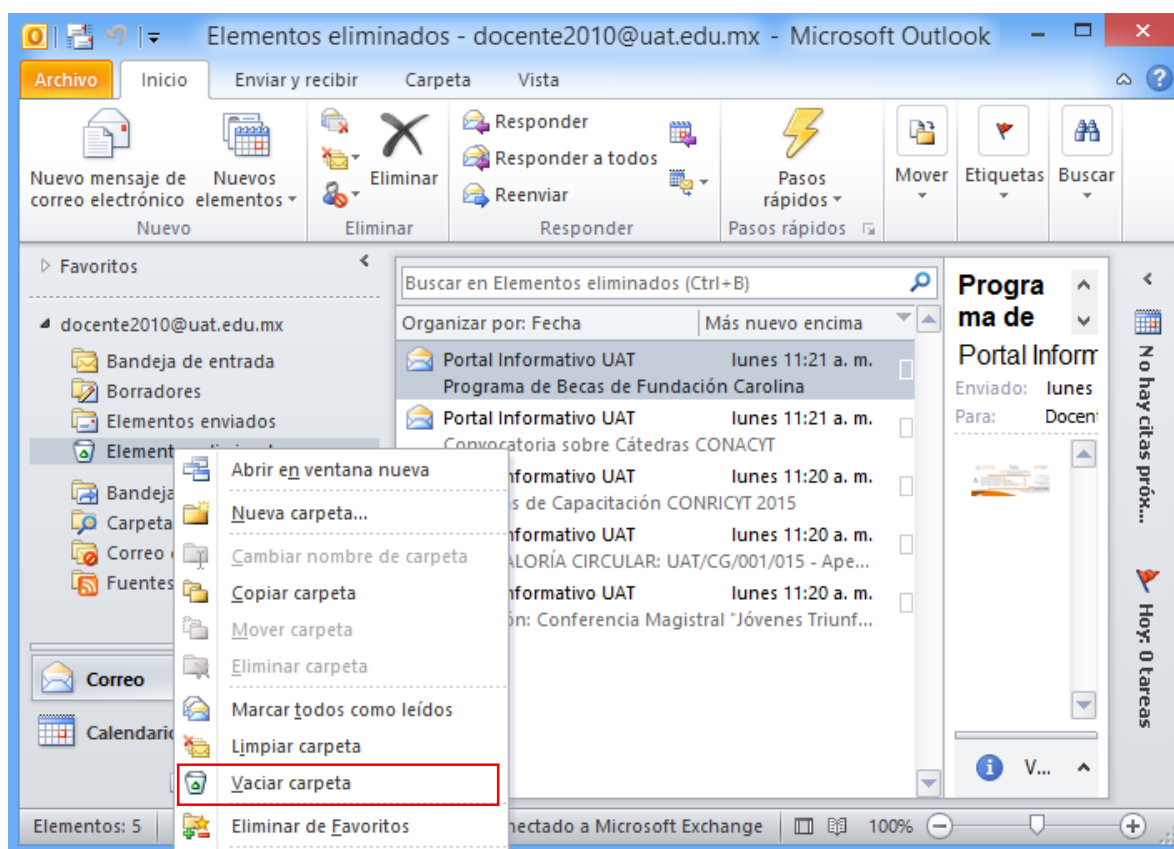 Elementos eliminados - docente2010@uat.edu.mx - Microsoft Outlook
Archivo Inicio Enviar y recibir Carpeta Vista
Nuevo mensaje de correo electrónico
Nuevos elementos
Nuevo
Eliminar
Eliminar
Responder
Responder a todos
Reenviar
Responder
Pasos rápidos
Pasos rápidos
Mover
Etiquetas
Buscar
Favoritos
docente2010@uat.edu.mx
Bandeja de entrada
Borradores
Elementos enviados
Bandeja
Carpeta
Correo
Fuentes
Correo
Calendario
Abrir en ventana nueva
Nueva carpeta...
Cambiar nombre de carpeta
Copiar carpeta
Mover carpeta
Eliminar carpeta
Marcar todos como leídos
Limpiar carpeta
Vaciar carpeta
Eliminar de Favoritos
Buscar en Elementos eliminados (Ctrl+B)
Organizar por: Fecha Más nuevo encima
Portal Informativo UAT lunes 11:21 a. m.
Programa de Becas de Fundación Carolina
Portal Informativo UAT lunes 11:21 a. m.
Convocatoria sobre Cátedras CONACYT
nformativo UAT lunes 11:20 a. m.
s de Capacitación CONRICYT 2015
nformativo UAT lunes 11:20 a. m.
ALORÍA CIRCULAR: UAT/CG/001/015 - Ape...
nformativo UAT lunes 11:20 a. m.
ón: Conferencia Magistral "Jóvenes Triunf...
Progra
ma de
Portal Inform
Enviado: lunes
Para: Docent
V...
No hay citas próx...
Hoy: 0 tareas
Elementos: 5
nectado a Microsoft Exchange 100%